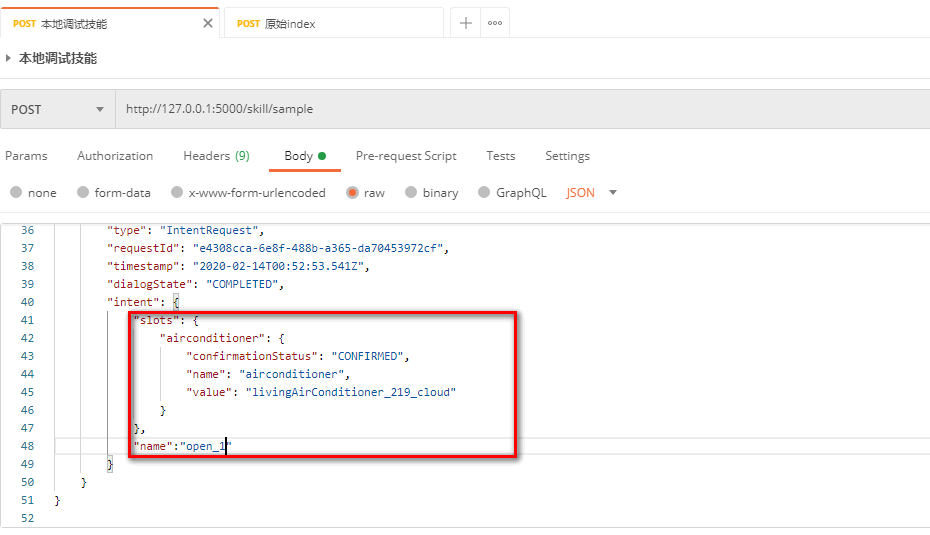 POST 本地调试技能
POST 原始index
本地调试技能
POST http://127.0.0.1:5000/skill/sample
Params Authorization Headers (9) Body Pre-request Script Tests Settings
none form-data x-www-form-urlencoded raw binary GraphQL JSON
36 "type": "IntentRequest",
37 "requestId": "e4308cca-6e8f-488b-a365-da70453972cf",
38 "timestamp": "2020-02-14T00:52:53.541Z",
39 "dialogState": "COMPLETED",
40 "intent": {
41 "slots": {
42 "airconditioner": {
43 "confirmationStatus": "CONFIRMED",
44 "name": "airconditioner",
45 "value": "livingAirConditioner_219_cloud"
46 }
47 },
48 "name":"open_1"
49 }
50 }
51 }
52